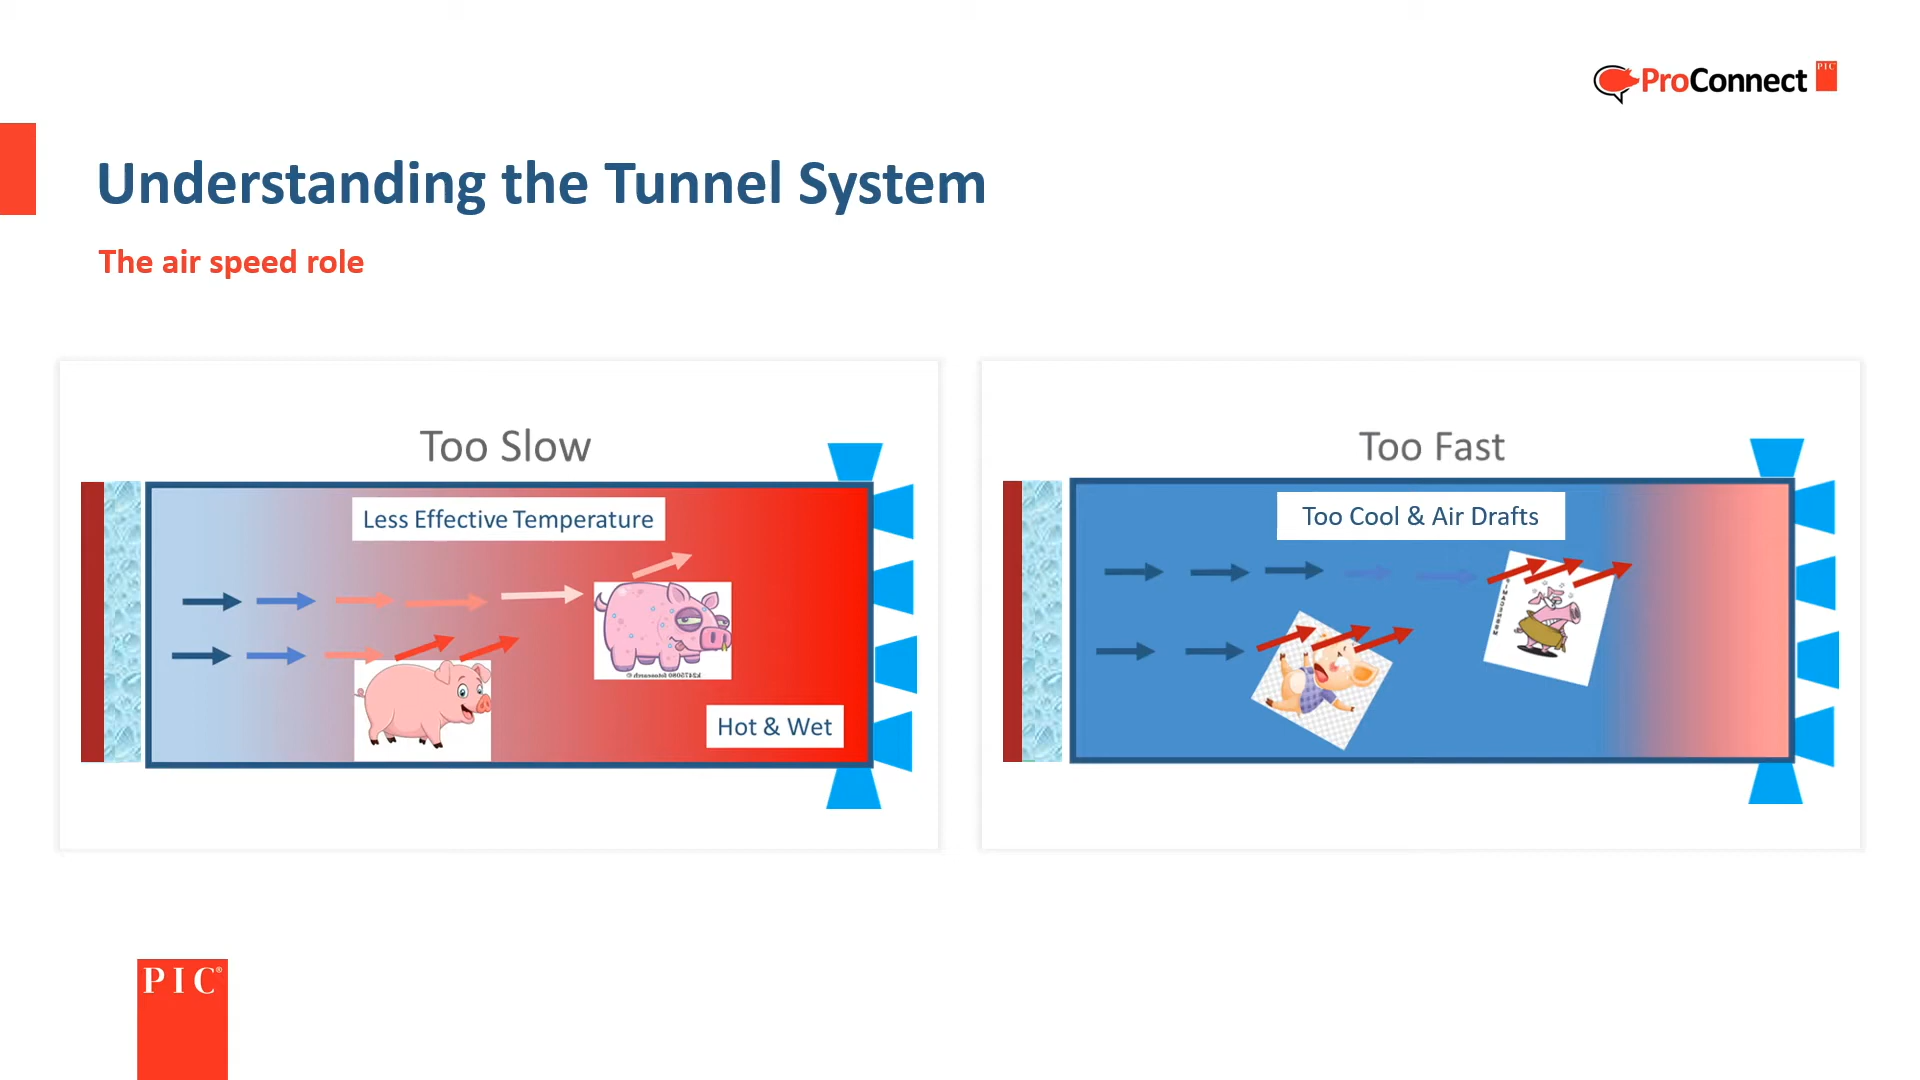 ProConnect PIC
Understanding the Tunnel System
The air speed role
Too Slow
Less Effective Temperature
Hot & Wet
Too Fast
Too Cool & Air Drafts
PIC®